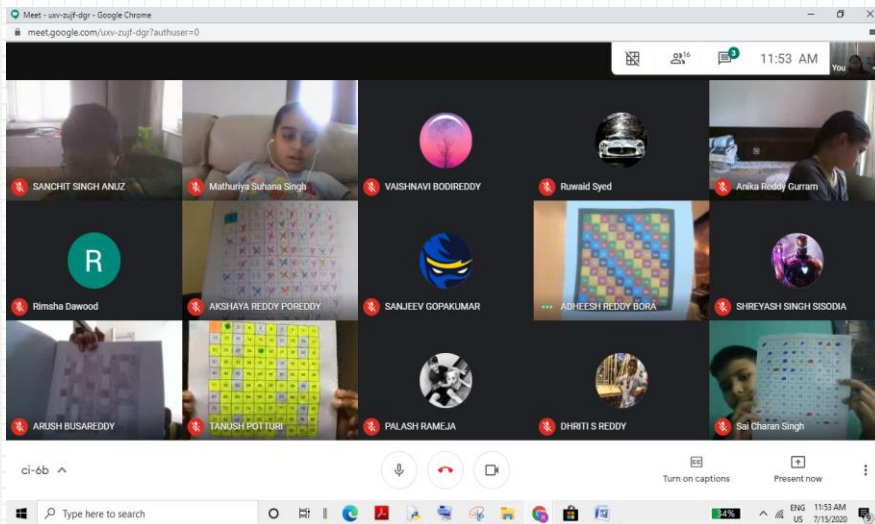 Meet - uxv-zujf-dgr - Google Chrome
meet.google.com/uxv-zujf-dgr?authuser=0
16
3
11:53 AM
You
SANCHIT SINGH ANUZ
Mathuriya Suhana Singh
VAISHNAVI BODIREDDY
Ruwaid Syed
Anika Reddy Gurram
R
Rimsha Dawood
AKSHAYA REDDY POREDDY
SANJEEV GOPAKUMAR
ADHEESH REDDY BORA
SHREYASH SINGH SISODIA
ARUSH BUSAREDDY
TANUSH POTTURI
PALASH RAMEJA
DHRITI S REDDY
Sai Charan Singh
ci-6b
Turn on captions
Present now
Type here to search
34%
ENG 11:53 AM
US 7/15/2020